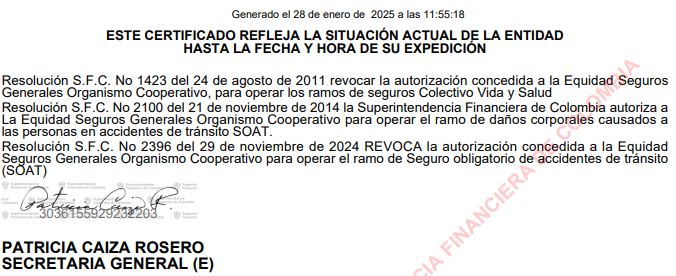 Generado el 28 de enero de 2025 a las 11:55:18
ESTE CERTIFICADO REFLEJA LA SITUACIÓN ACTUAL DE LA ENTIDAD
HASTA LA FECHA Y HORA DE SU EXPEDICIÓN
Resolución S.F.C. No 1423 del 24 de agosto de 2011 revocar la autorización concedida a la Equidad Seguros
Generales Organismo Cooperativo, para operar los ramos de seguros Colectivo Vida y Salud
Resolución S.F.C. No 2100 del 21 de noviembre de 2014 la Superintendencia Financiera de Colombia autoriza a
La Equidad Seguros Generales Organismo Cooperativo para operar el ramo de daños corporales causados a
las personas en accidentes de tránsito SOAT.
Resolución S.F.C. No 2396 del 29 de noviembre de 2024 REVOCA la autorización concedida a la Equidad
Seguros Generales Organismo Cooperativo para operar el ramo de Seguro obligatorio de accidentes de tránsito
(SOAT)
Patricia Caiza R.
3036155929232203
PATRICIA CAIZA ROSERO
SECRETARIA GENERAL (E)
CIA FINANCIERA DE COLOMBIA